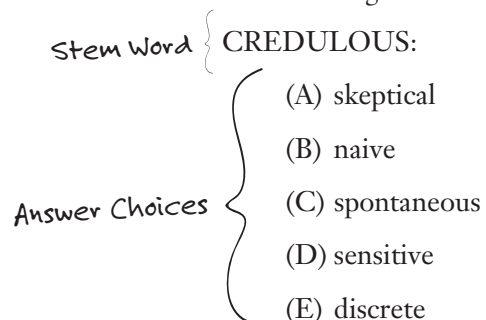 Stem Word CREDULOUS:
(A) skeptical
(B) naive
Answer Choices (C) spontaneous
(D) sensitive
(E) discrete